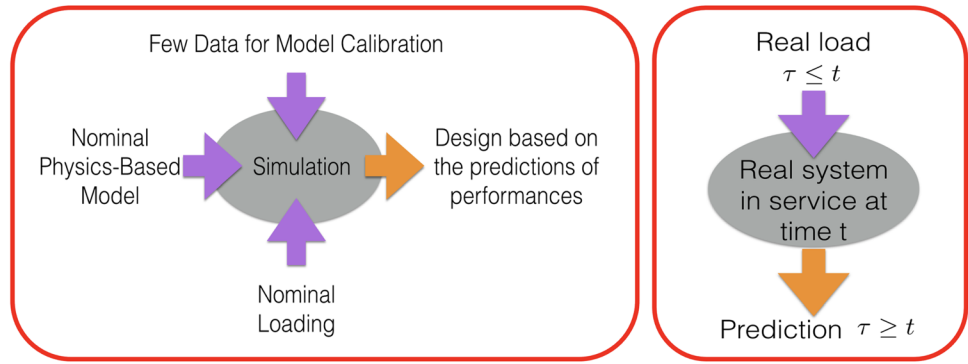 Few Data for Model Calibration
Nominal
Physics-Based
Model
Simulation
Design based on
the predictions of
performances
Nominal
Loading
Real load
τ ≤ t
Real system
in service at
time t
Prediction τ ≥ t